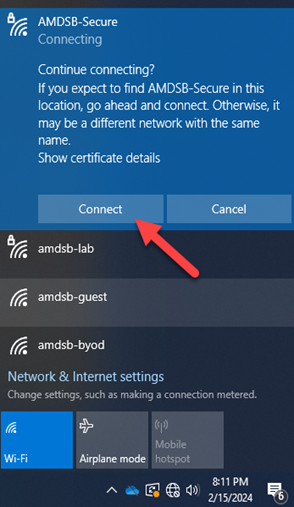 AMDSB-Secure
Connecting
Continue connecting?
If you expect to find AMDSB-Secure in this
location, go ahead and connect. Otherwise, it
may be a different network with the same
name.
Show certificate details
Connect Cancel
amdsb-lab
amdsb-guest
amdsb-byod
Network & Internet settings
Change settings, such as making a connection metered.
Wi-Fi Airplane mode Mobile
hotspot
8:11 PM
2/15/2024
6